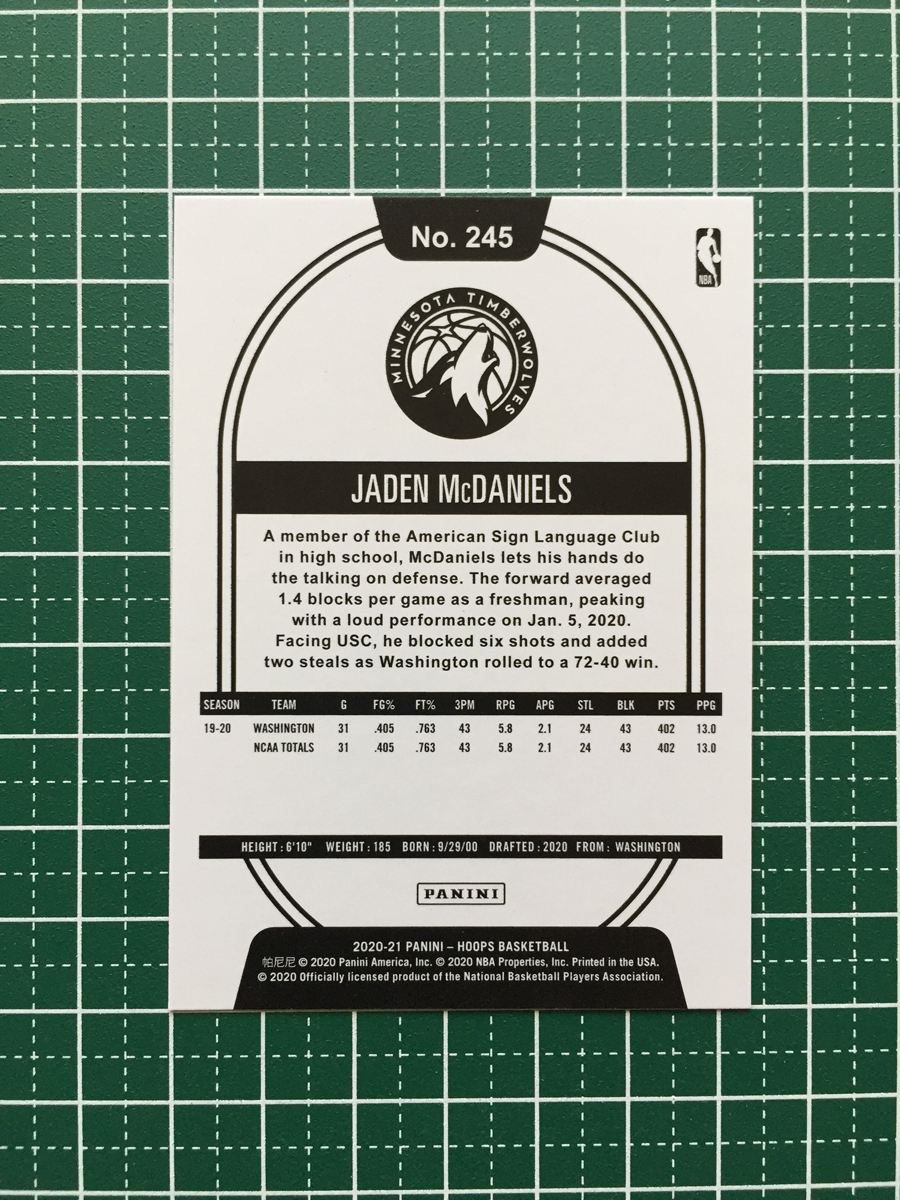 No. 245
NBA
MINNESOTA TIMBERWOLVES
JADEN McDANIELS
A member of the American Sign Language Club
in high school, McDaniels lets his hands do
the talking on defense. The forward averaged
1.4 blocks per game as a freshman, peaking
with a loud performance on Jan. 5, 2020.
Facing USC, he blocked six shots and added
two steals as Washington rolled to a 72-40 win.
SEASON TEAM G FG% FT% 3PM RPG APG STL BLK PTS PPG
19-20 WASHINGTON 31 .405 .763 43 5.8 2.1 24 43 402 13.0
NCAA TOTALS 31 .405 .763 43 5.8 2.1 24 43 402 13.0
HEIGHT: 6'10" WEIGHT: 185 BORN: 9/29/00 DRAFTED: 2020 FROM: WASHINGTON
PANINI
2020-21 PANINI – HOOPS BASKETBALL
帕尼尼 © 2020 Panini America, Inc. © 2020 NBA Properties, Inc. Printed in the USA.
© 2020 Officially licensed product of the National Basketball Players Association.